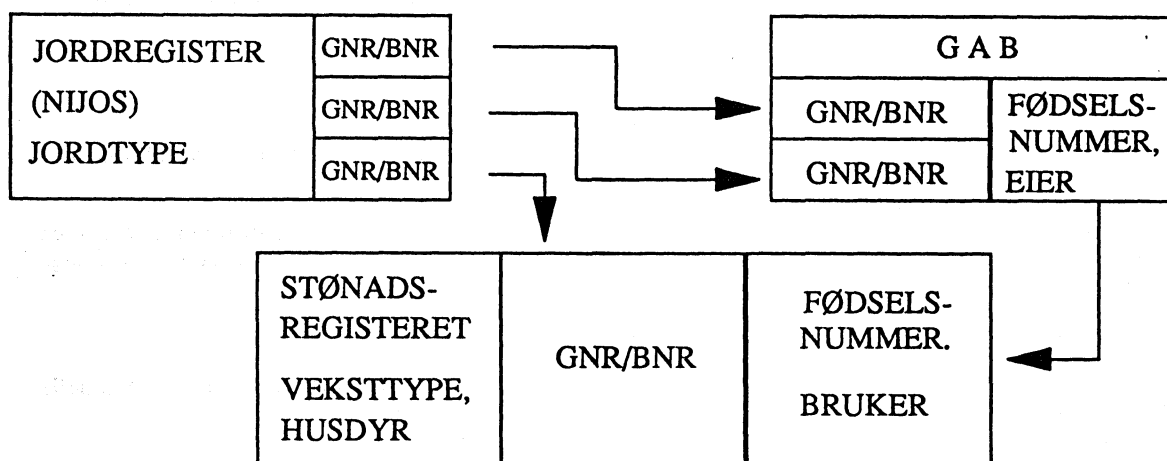 JORDREGISTER
(NIJOS)
JORDTYPE
GNR/BNR
GNR/BNR
GNR/BNR
G A B
GNR/BNR
GNR/BNR
FØDSELS-
NUMMER,
EIER
STØNADS-
REGISTERET
VEKSTTYPE,
HUSDYR
GNR/BNR
FØDSELS-
NUMMER.
BRUKER